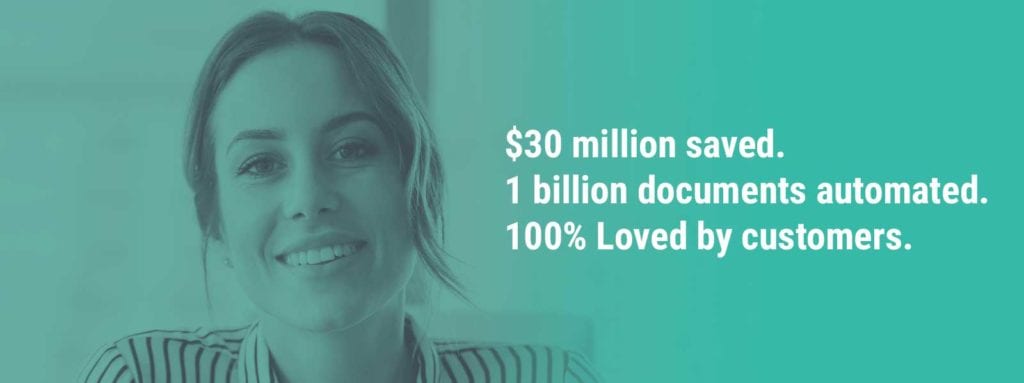 $30 million saved.
1 billion documents automated.
100% Loved by customers.